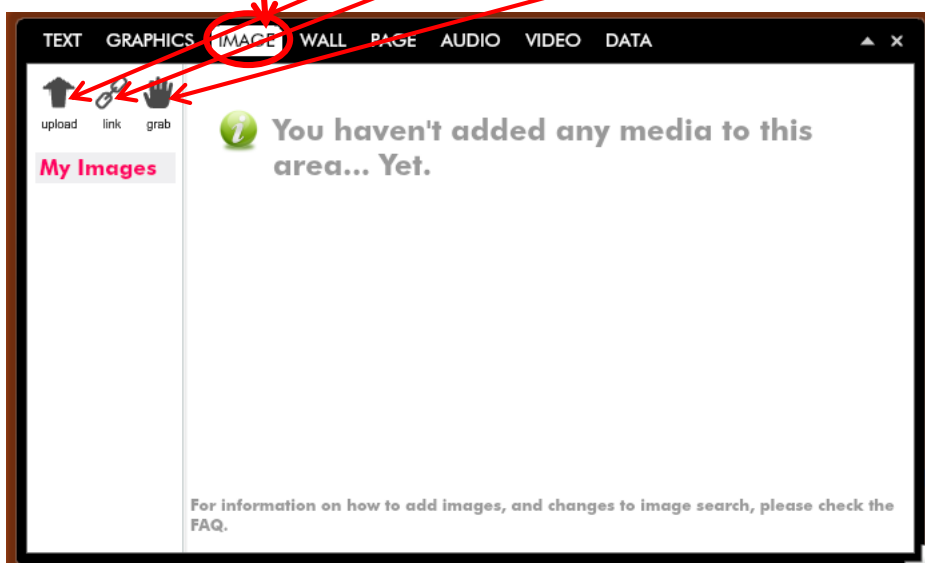 TEXT GRAPHICS IMAGE WALL PAGE AUDIO VIDEO DATA
upload link grab
My Images
You haven't added any media to this
area... Yet.
For information on how to add images, and changes to image search, please check the
FAQ.